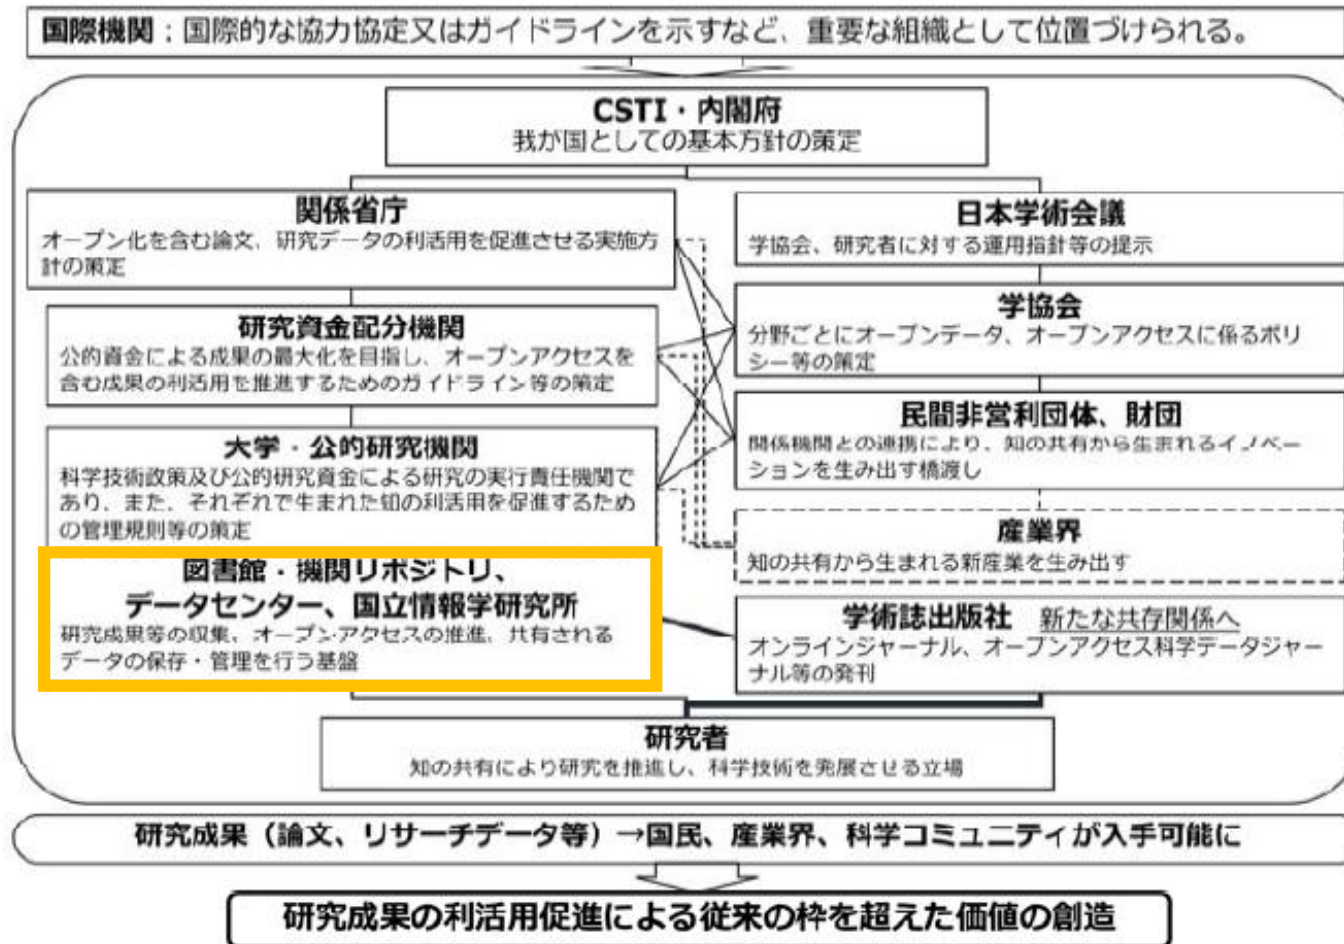 国際機関：国際的な協力協定又はガイドラインを示すなど、重要な組織として位置づけられる。
CSTI・内閣府
我が国としての基本方針の策定
関係省庁
オープン化を含む論文、研究データの利活用を促進させる実施方
針の策定
研究資金配分機関
公的資金による成果の最大化を目指し、オープンアクセスを
含む成果の利活用を推進するためのガイドライン等の策定
大学・公的研究機関
科学技術政策及び公的研究資金による研究の実行責任機関で
あり、また、それぞれで生まれた知の利活用を促進するため
の管理規則等の策定
図書館・機関リポジトリ、
データセンター、国立情報学研究所
研究成果等の収集、オープンアクセスの推進、共有される
データの保存・管理を行う基盤
日本学術会議
学協会、研究者に対する運用指針等の提示
学協会
分野ごとにオープンデータ、オープンアクセスに係るポリ
シー等の策定
民間非営利団体、財団
関係機関との連携により、知の共有から生まれるイノベー
ションを生み出す橋渡し
産業界
知の共有から生まれる新産業を生み出す
学術誌出版社　新たな共存関係へ
オンラインジャーナル、オープンアクセス科学データジャー
ナル等の発刊
研究者
知の共有により研究を推進し、科学技術を発展させる立場
研究成果（論文、リサーチデータ等）→国民、産業界、科学コミュニティが入手可能に
研究成果の利活用促進による従来の枠を超えた価値の創造